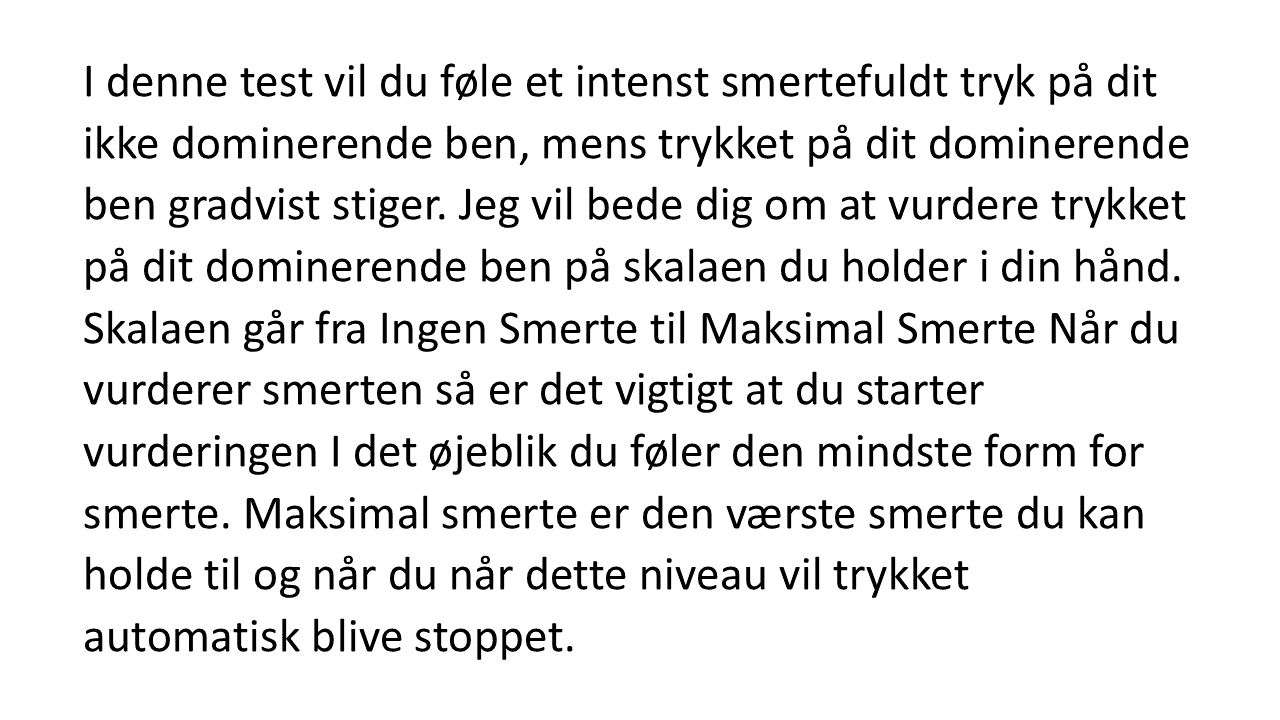 I denne test vil du føle et intenst smertefuldt tryk på dit
ikke dominerende ben, mens trykket på dit dominerende
ben gradvist stiger. Jeg vil bede dig om at vurdere trykket
på dit dominerende ben på skalaen du holder i din hånd.
Skalaen går fra Ingen Smerte til Maksimal Smerte Når du
vurderer smerten så er det vigtigt at du starter
vurderingen I det øjeblik du føler den mindste form for
smerte. Maksimal smerte er den værste smerte du kan
holde til og når du når dette niveau vil trykket
automatisk blive stoppet.